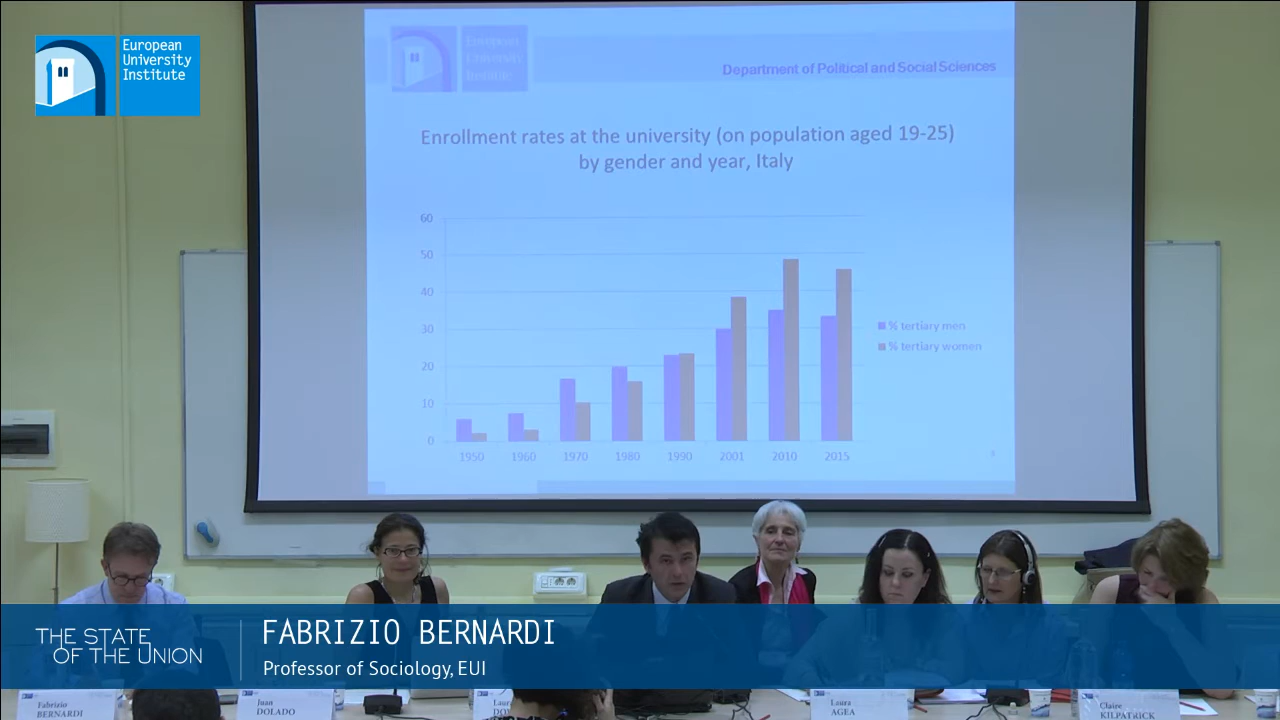 European
University
Institute
European
University
Institute
Department of Political and Social Sciences
Enrollment rates at the university (on population aged 19-25)
by gender and year, Italy
60
50
40
30
20
10
0
1950 1960 1970 1980 1990 2001 2010 2015
% tertiary men
% tertiary women
THE STATE
OF THE UNION
FABRIZIO BERNARDI
Professor of Sociology, EUI
Fabrizio
BERNARDI
Juan
DOLADO
Laura
AGEA
Claire
KILPATRICK